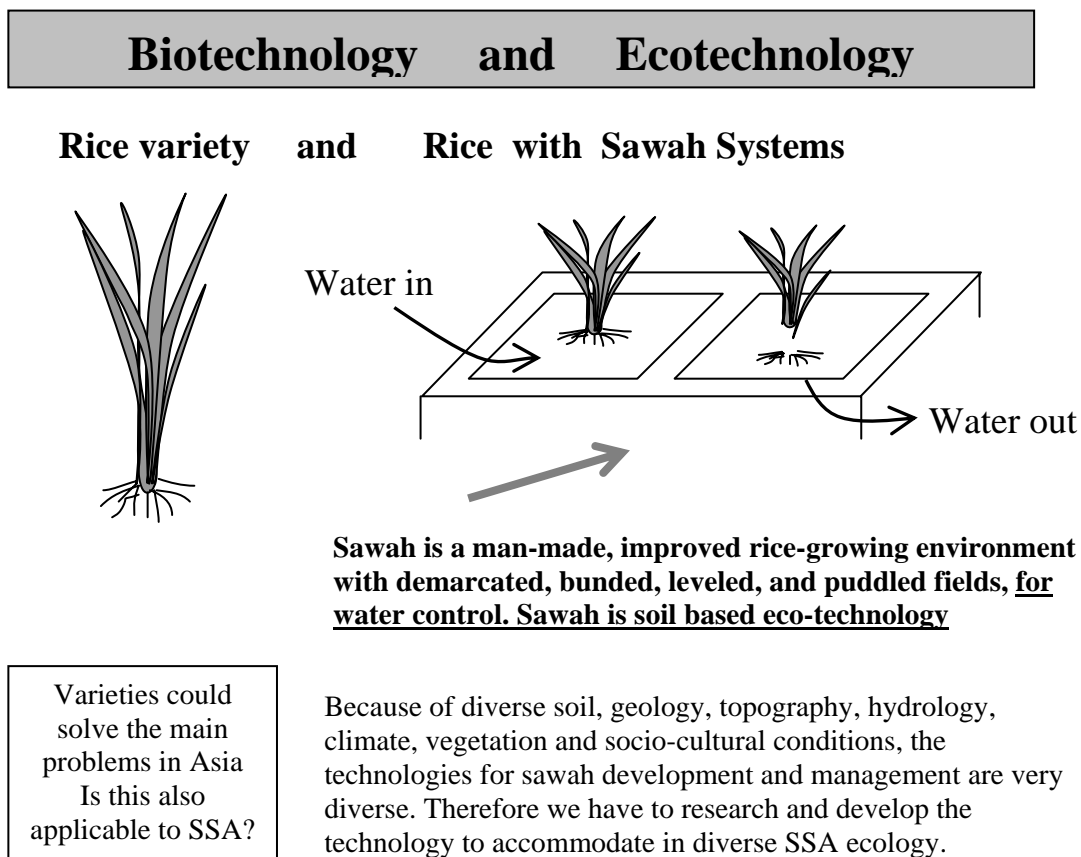 Biotechnology and Ecotechnology
Rice variety and Rice with Sawah Systems
Water in
Water out
Sawah is a man-made, improved rice-growing environment
with demarcated, bunded, leveled, and puddled fields, for
water control. Sawah is soil based eco-technology
Varieties could
solve the main
problems in Asia
Is this also
applicable to SSA?
Because of diverse soil, geology, topography, hydrology,
climate, vegetation and socio-cultural conditions, the
technologies for sawah development and management are very
diverse. Therefore we have to research and develop the
technology to accommodate in diverse SSA ecology.